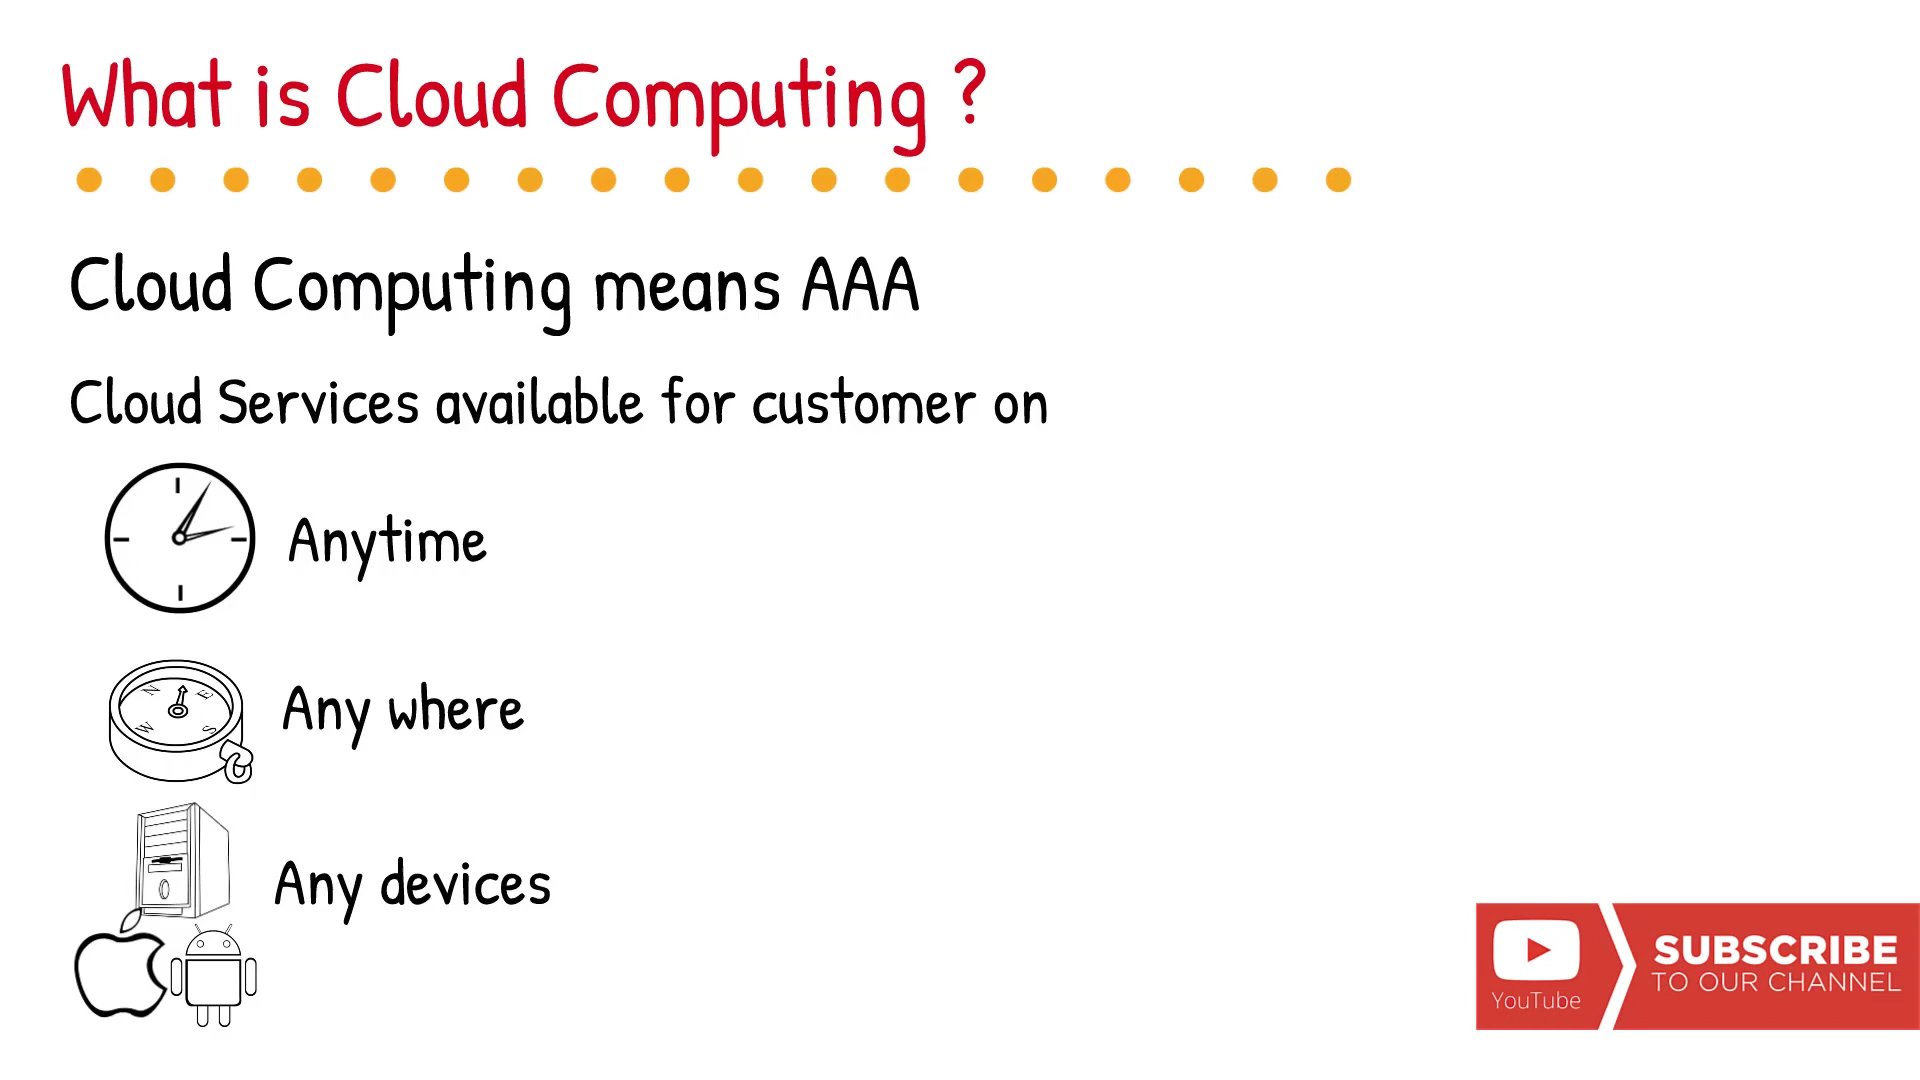 What is Cloud Computing ?
Cloud Computing means AAA
Cloud Services available for customer on
Anytime
N
E
W
S
Any where
Any devices
SUBSCRIBE
TO OUR CHANNEL
YouTube